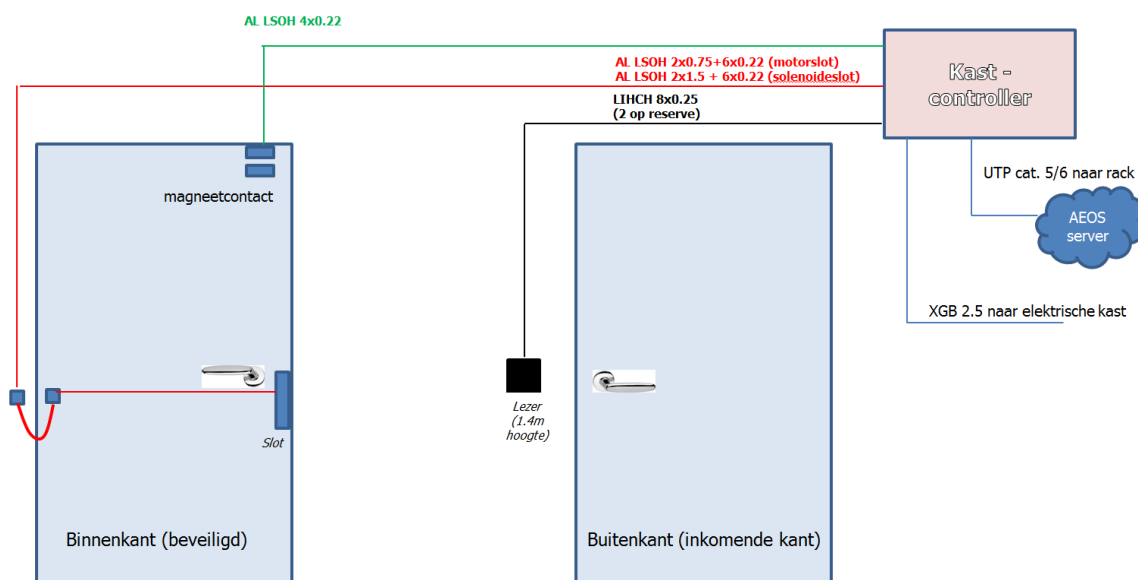 AL LSOH 4x0.22
AL LSOH 2x0.75+6x0.22 (motorslot)
AL LSOH 2x1.5 + 6x0.22 (solenoideslot)
LIHCH 8x0.25
(2 op reserve)
Kast -
controller
magneetcontact
UTP cat. 5/6 naar rack
AEOS
server
XGB 2.5 naar elektrische kast
Lezer
(1.4m
hoogte)
Slot
Binnenkant (beveiligd)
Buitenkant (inkomende kant)